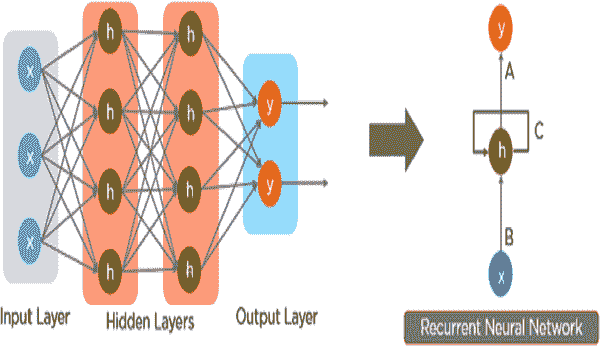 h h
x y A
h h
C
x h
h h y
B
x
h h x
Input Layer Hidden Layers Output Layer
Recurrent Neural Network
y